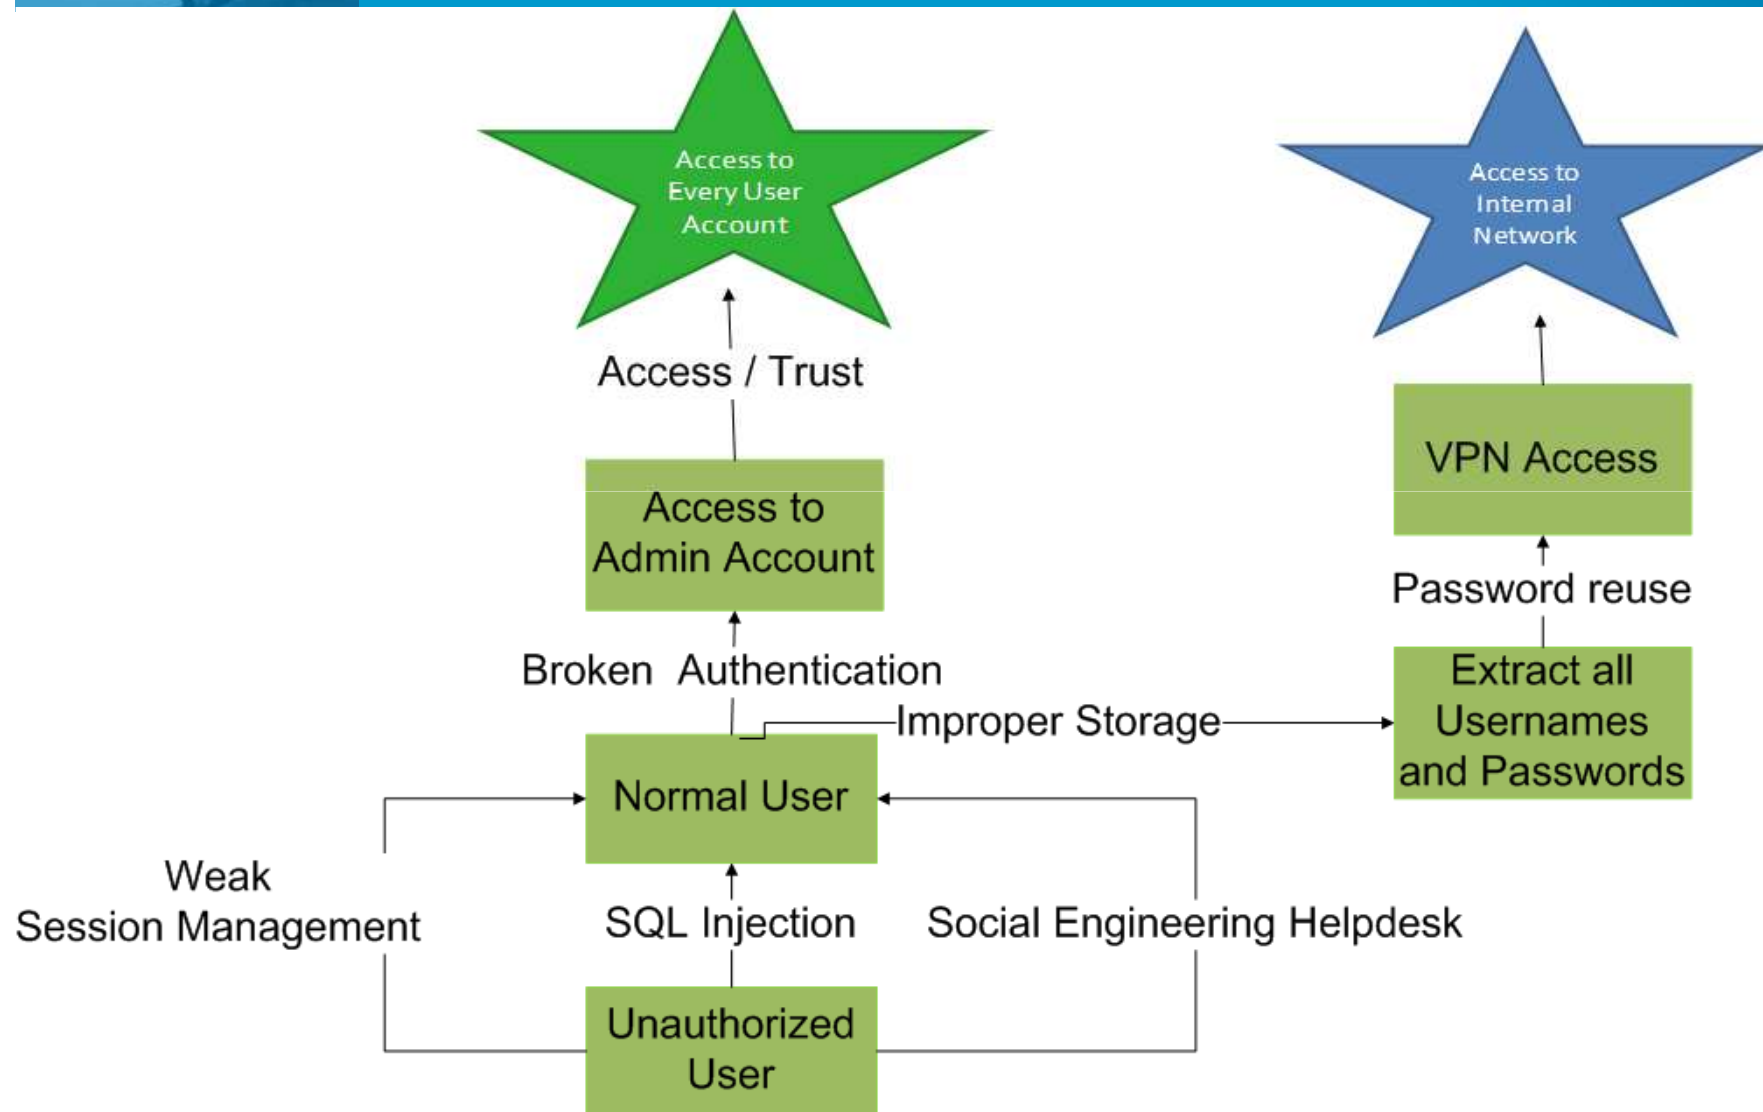 Access to
Every User
Account
Access to
Internal
Network
Access / Trust
VPN Access
Access to
Admin Account
Password reuse
Broken Authentication
Extract all
Usernames
and Passwords
Improper Storage
Normal User
Weak
Session Management
SQL Injection
Social Engineering Helpdesk
Unauthorized
User